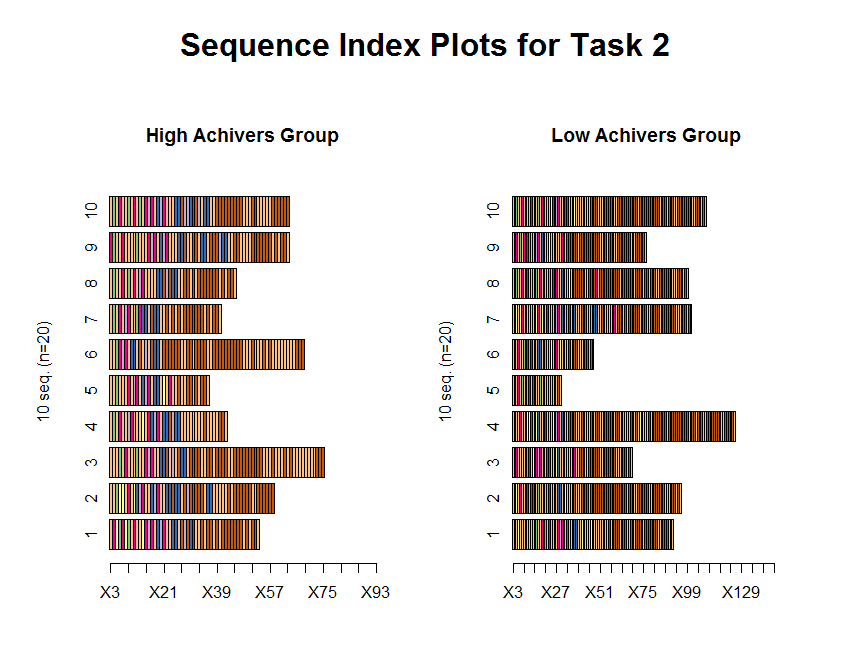 Sequence Index Plots for Task 2
High Achivers Group
10 seq. (n=20)
10
9
8
7
6
5
4
3
2
1
X3 X21 X39 X57 X75 X93
Low Achivers Group
10 seq. (n=20)
10
9
8
7
6
5
4
3
2
1
X3 X27 X51 X75 X99 X129